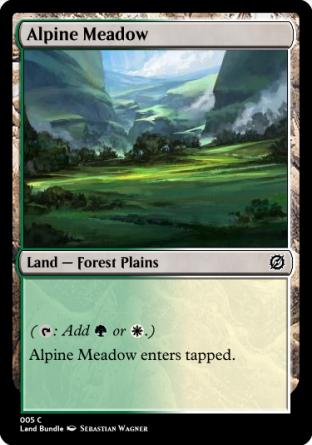 Alpine Meadow
Land — Forest Plains
( : Add or .)
Alpine Meadow enters tapped.
005 C
Land Bundle Sebastian Wagner